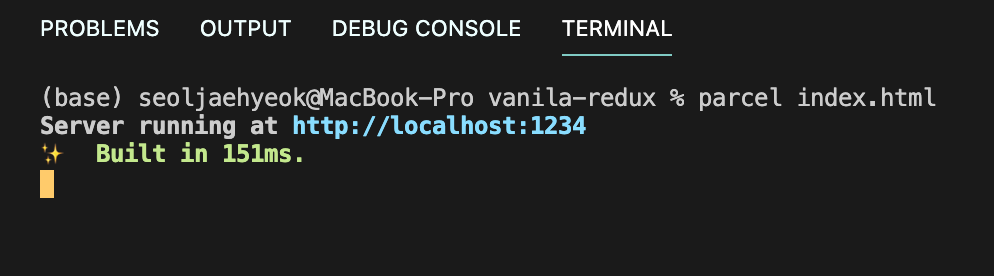 PROBLEMS OUTPUT DEBUG CONSOLE TERMINAL
(base) seoljaehyeok@MacBook-Pro vanila-redux % parcel index.html
Server running at http://localhost:1234
✨ Built in 151ms.